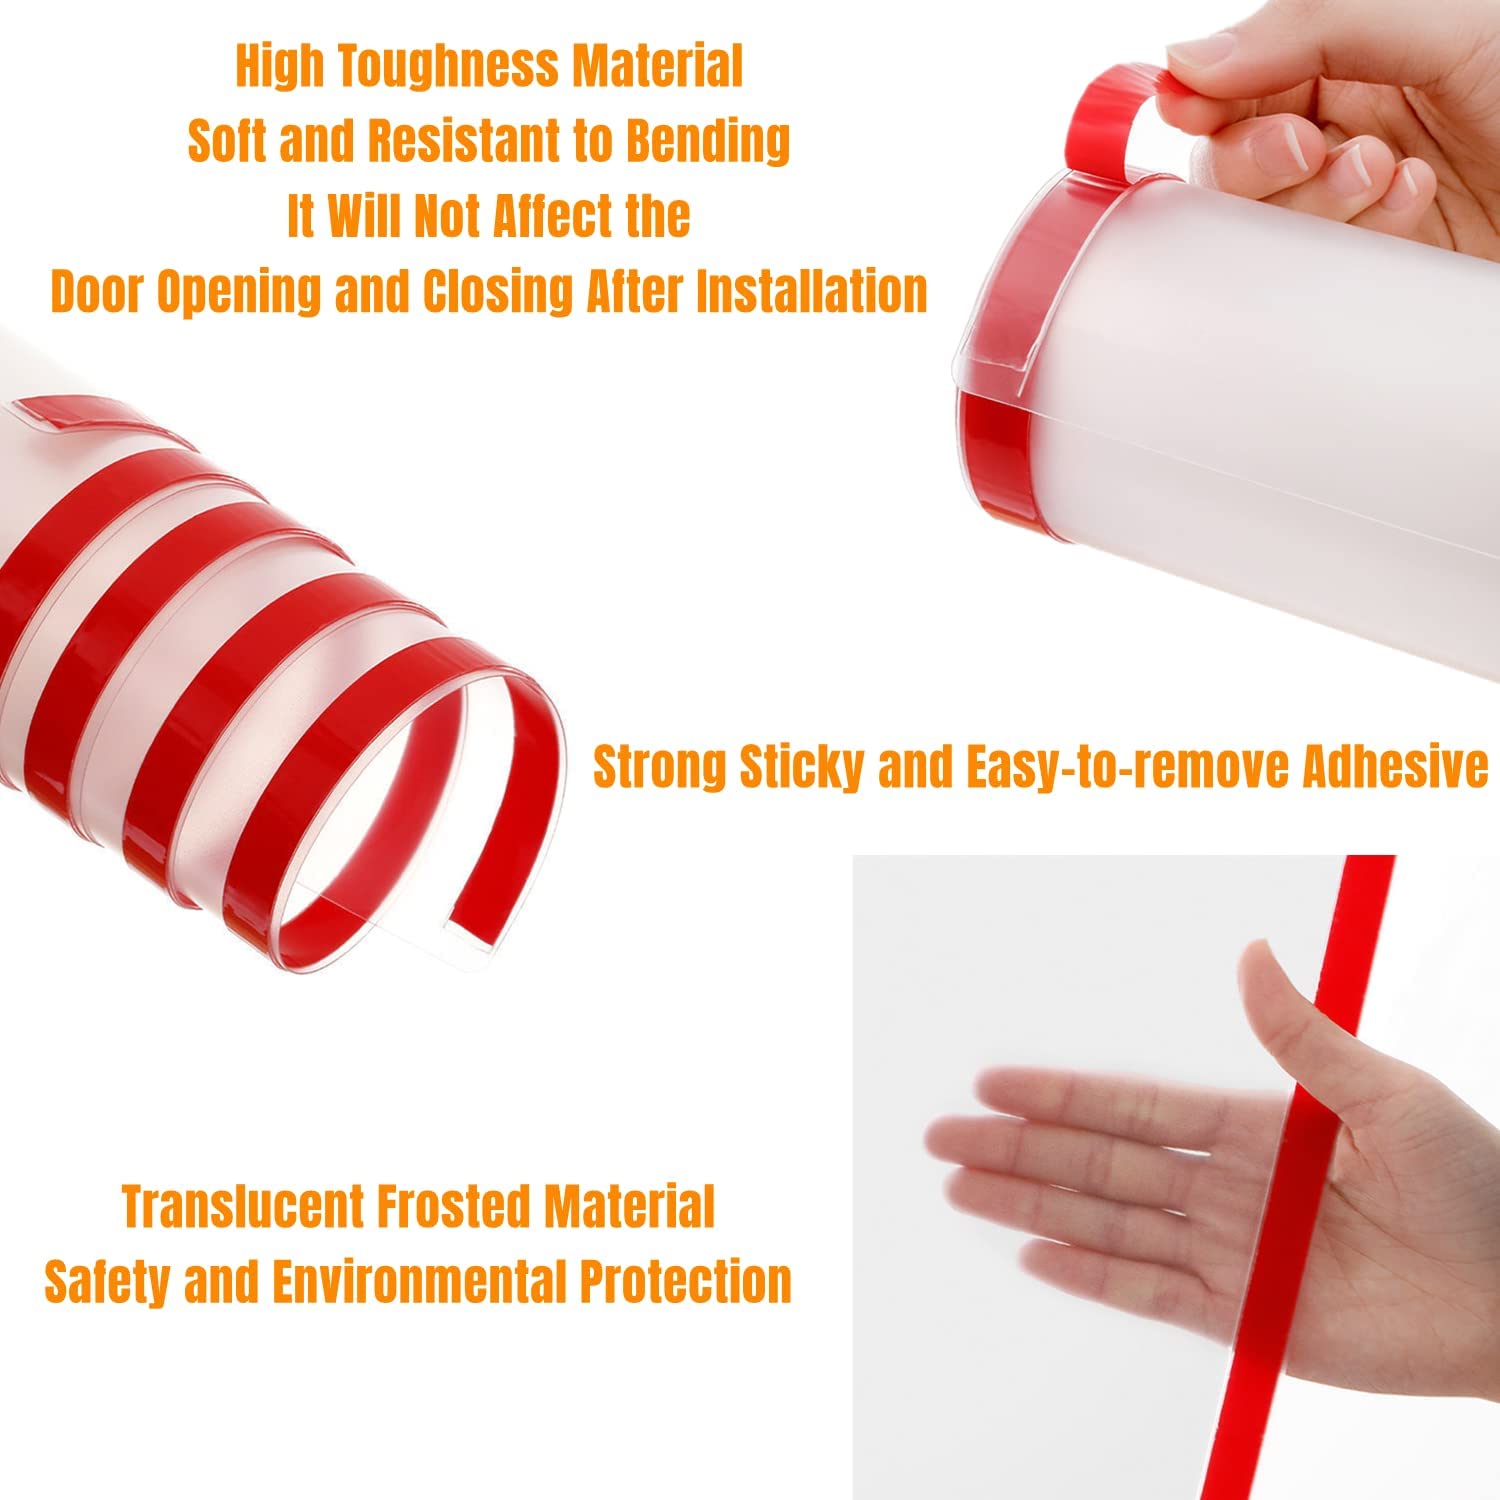 High Toughness Material
Soft and Resistant to Bending
It Will Not Affect the
Door Opening and Closing After Installation
Strong Sticky and Easy-to-remove Adhesive
Translucent Frosted Material
Safety and Environmental Protection